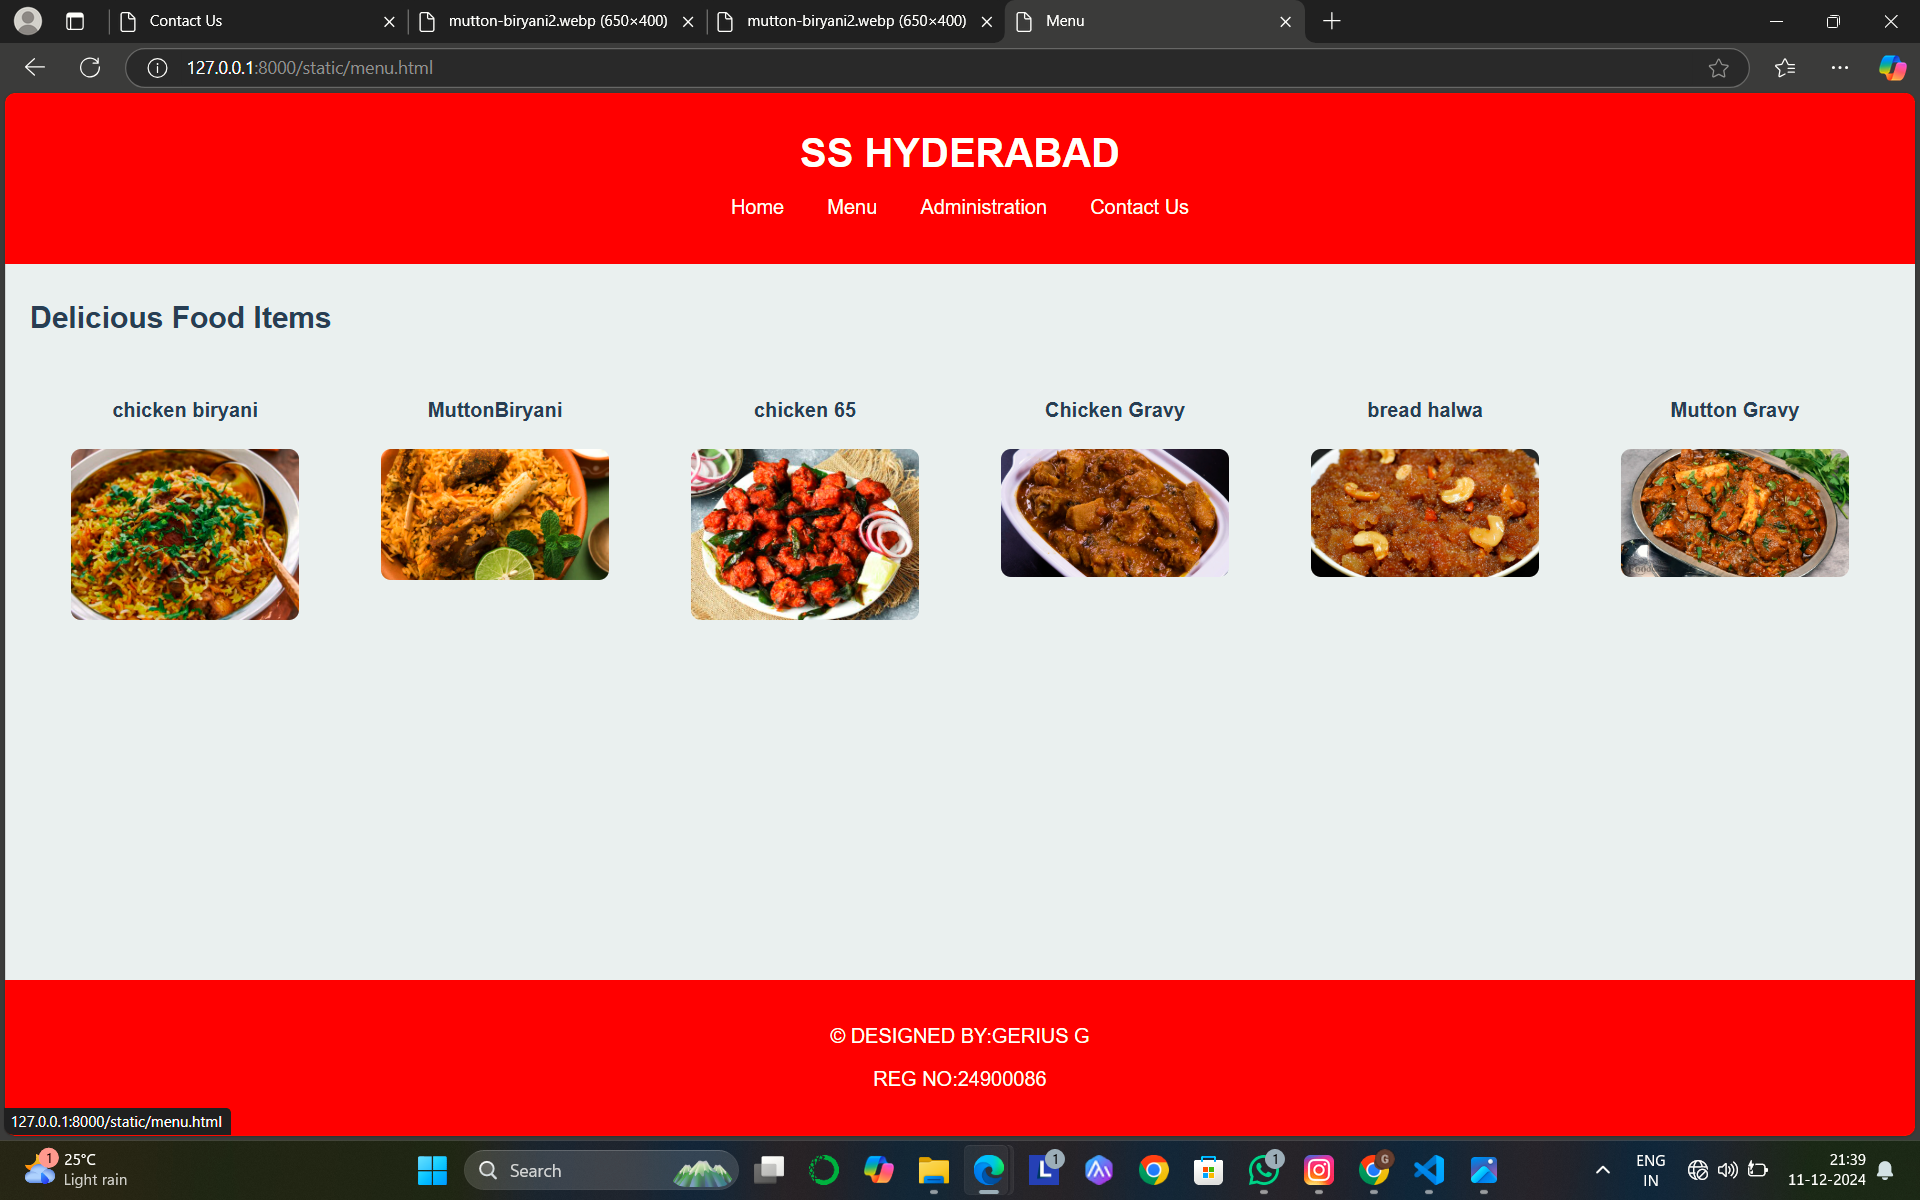 Contact Us
mutton-biryani2.webp (650×400)
mutton-biryani2.webp (650×400)
Menu
127.0.0.1:8000/static/menu.html
SS HYDERABAD
Home Menu Administration Contact Us
Delicious Food Items
chicken biryani
MuttonBiryani
chicken 65
Chicken Gravy
bread halwa
Mutton Gravy
© DESIGNED BY:GERIUS G
REG NO:24900086
127.0.0.1:8000/static/menu.html
1
25°C
Light rain
Search
L
1
1
G
ENG
IN
21:39
11-12-2024